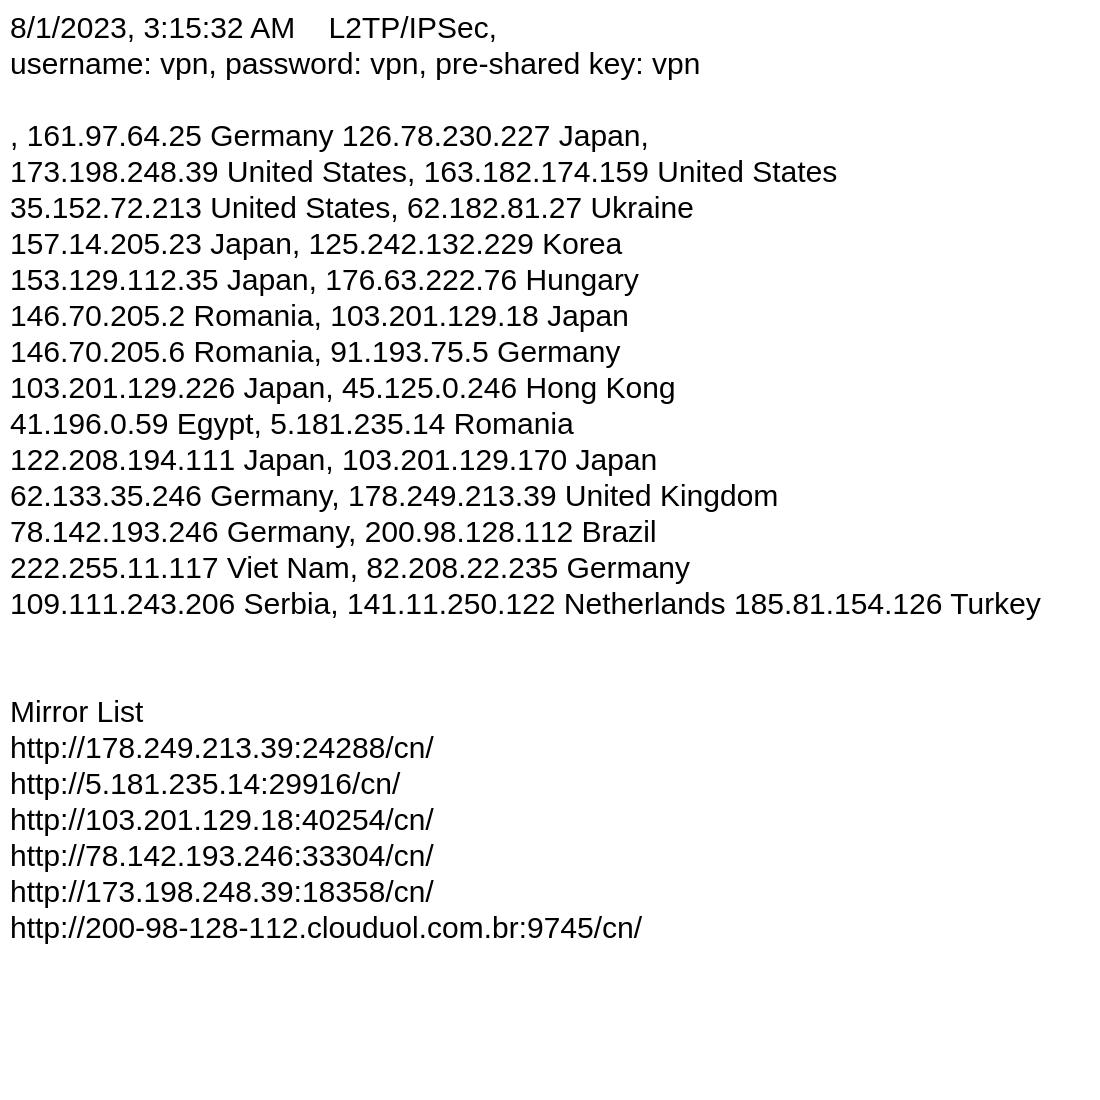 8/1/2023, 3:15:32 AM    L2TP/IPSec,
username: vpn, password: vpn, pre-shared key: vpn
, 161.97.64.25 Germany 126.78.230.227 Japan,
173.198.248.39 United States, 163.182.174.159 United States
35.152.72.213 United States, 62.182.81.27 Ukraine
157.14.205.23 Japan, 125.242.132.229 Korea
153.129.112.35 Japan, 176.63.222.76 Hungary
146.70.205.2 Romania, 103.201.129.18 Japan
146.70.205.6 Romania, 91.193.75.5 Germany
103.201.129.226 Japan, 45.125.0.246 Hong Kong
41.196.0.59 Egypt, 5.181.235.14 Romania
122.208.194.111 Japan, 103.201.129.170 Japan
62.133.35.246 Germany, 178.249.213.39 United Kingdom
78.142.193.246 Germany, 200.98.128.112 Brazil
222.255.11.117 Viet Nam, 82.208.22.235 Germany
109.111.243.206 Serbia, 141.11.250.122 Netherlands 185.81.154.126 Turkey
Mirror List
http://178.249.213.39:24288/cn/
http://5.181.235.14:29916/cn/
http://103.201.129.18:40254/cn/
http://78.142.193.246:33304/cn/
http://173.198.248.39:18358/cn/
http://200-98-128-112.clouduol.com.br:9745/cn/